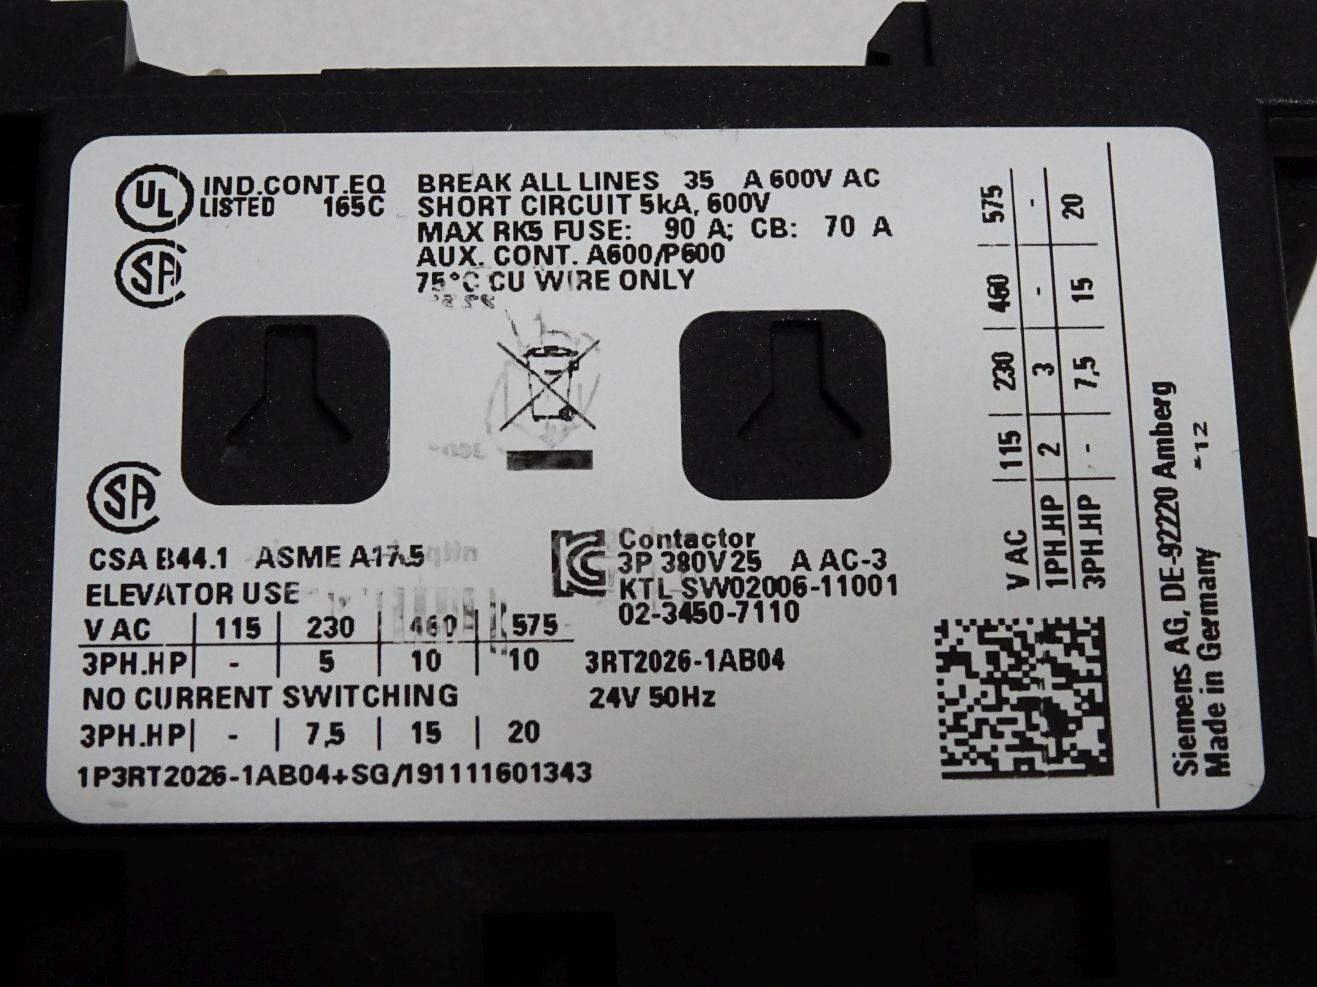 UL IND.CONT.EQ
LISTED 165C
SA
BREAK ALL LINES 35 A 600V AC
SHORT CIRCUIT 5kA, 600V
MAX RK5 FUSE: 90 A; CB: 70 A
AUX. CONT. A600/P600
75°C CU WIRE ONLY
SA
CSA B44.1 ASME A17.5
ELEVATOR USE
V AC 115 230 460 575
3PH.HP - 5 10 10
NO CURRENT SWITCHING
3PH.HP - 7,5 15 20
1P3RT2026-1AB04+SG/191111601343
Contactor
3P 380V 25 A AC-3
KTL SW02006-11001
02-3450-7110
3RT2026-1AB04
24V 50Hz
V AC 115 230 460 575
1PH.HP 2 3 - -
3PH.HP - 7,5 15 20
Siemens AG, DE-92220 Amberg
Made in Germany
-12